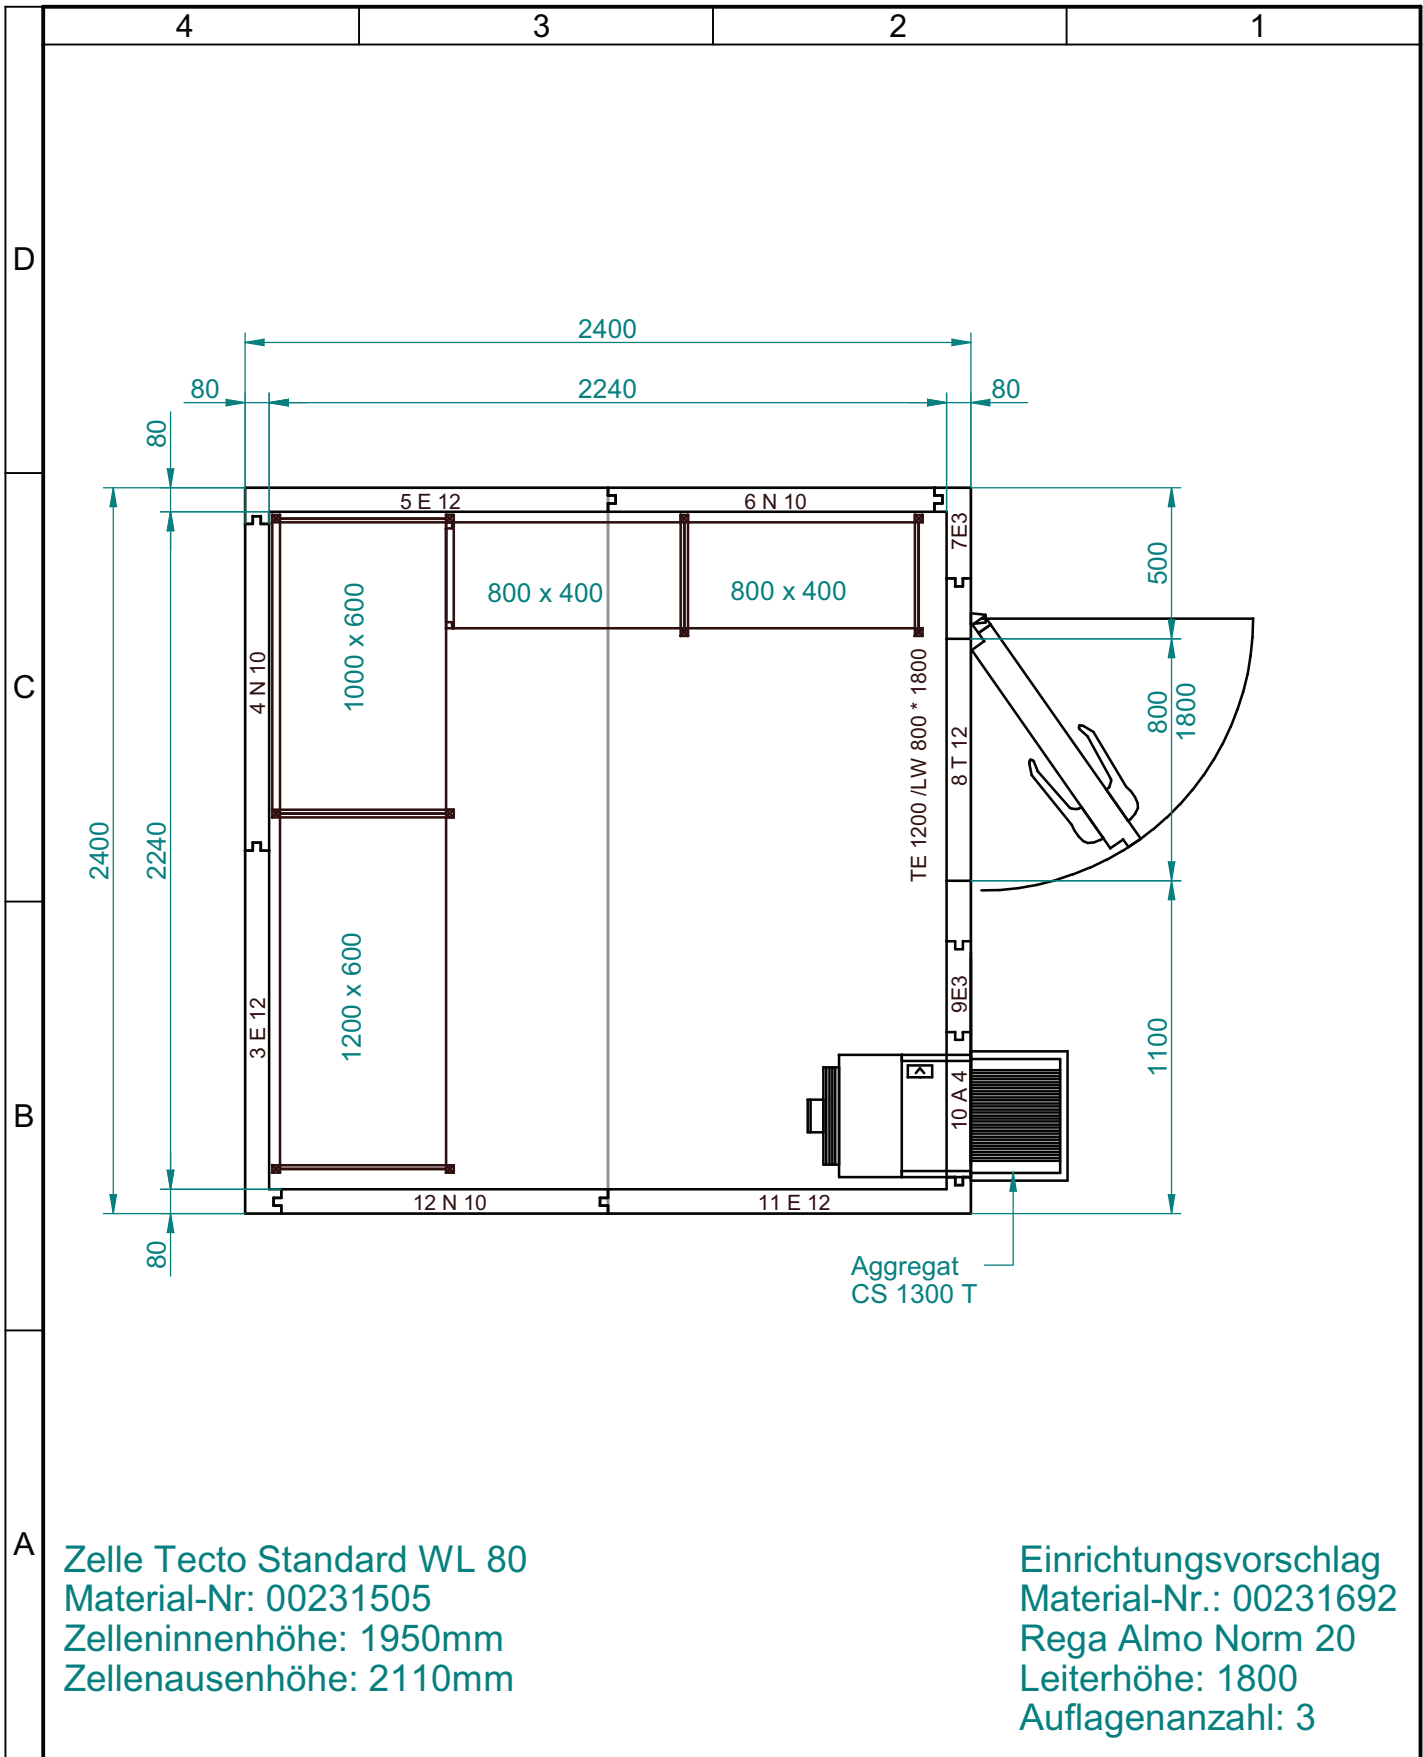 4 3 2 1
D
C
B
A
2400
80 2240 80
80
5 E 12 6 N 10
7E3
500
1000 x 600
800 x 400 800 x 400
4 N 10
TE 1200 /LW 800 * 1800
8 T 12
800
1800
2400
2240
1200 x 600
3 E 12
9E3
1100
10 A 4
12 N 10 11 E 12
80
Aggregat
CS 1300 T
Zelle Tecto Standard WL 80
Material-Nr: 00231505
Zelleninnenhöhe: 1950mm
Zellenausenhöhe: 2110mm
Einrichtungsvorschlag
Material-Nr.: 00231692
Rega Almo Norm 20
Leiterhöhe: 1800
Auflagenanzahl: 3